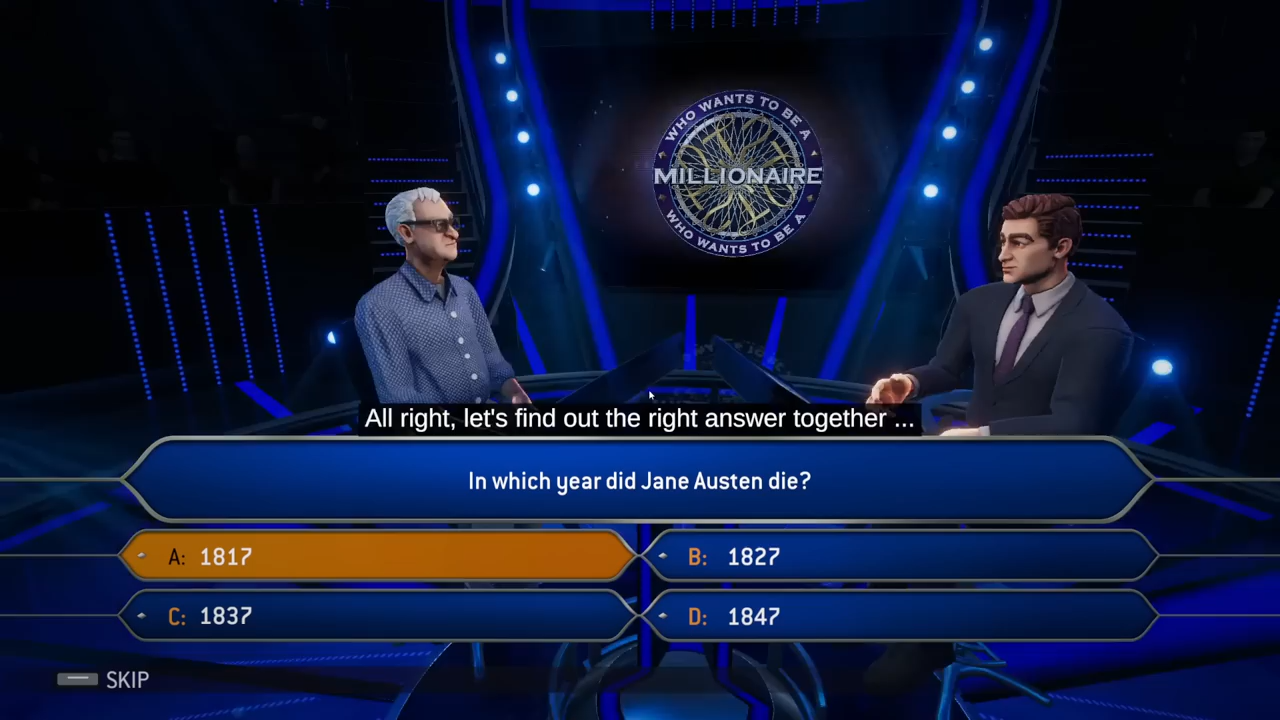 WHO WANTS TO BE A
MILLIONAIRE
WHO WANTS TO BE A
All right, let's find out the right answer together ...
In which year did Jane Austen die?
A: 1817
B: 1827
C: 1837
D: 1847
SKIP